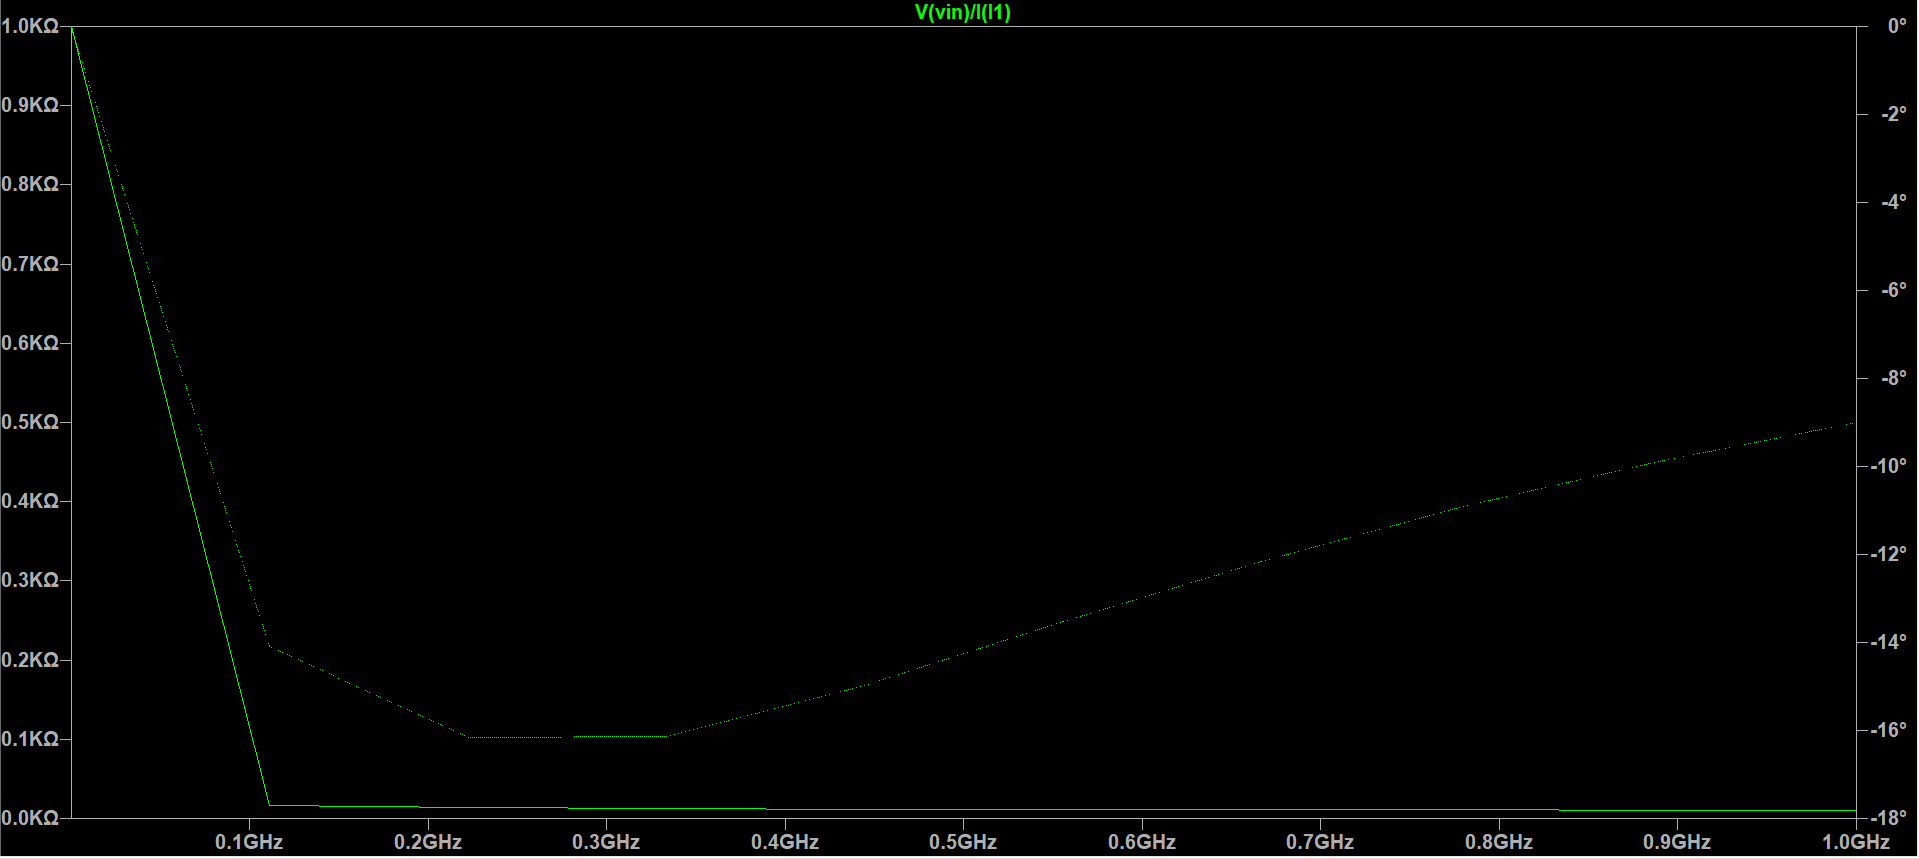 V(vin)/I(I1)
1.0KΩ
0.9KΩ
0.8KΩ
0.7KΩ
0.6KΩ
0.5KΩ
0.4KΩ
0.3KΩ
0.2KΩ
0.1KΩ
0.0KΩ
0°
-2°
-4°
-6°
-8°
-10°
-12°
-14°
-16°
-18°
0.1GHz 0.2GHz 0.3GHz 0.4GHz 0.5GHz 0.6GHz 0.7GHz 0.8GHz 0.9GHz 1.0GHz